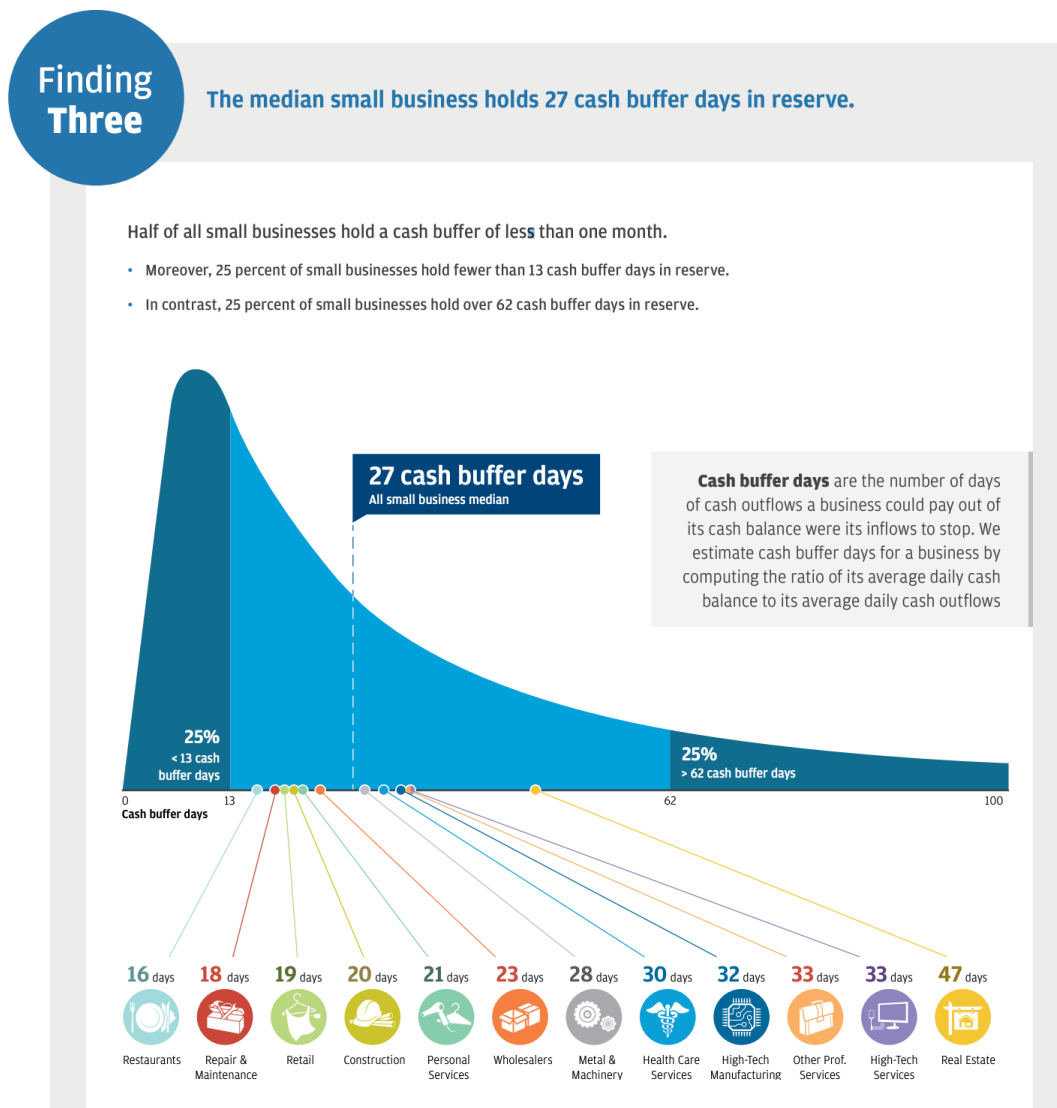 Finding
Three
The median small business holds 27 cash buffer days in reserve.
Half of all small businesses hold a cash buffer of less than one month.
• Moreover, 25 percent of small businesses hold fewer than 13 cash buffer days in reserve.
• In contrast, 25 percent of small businesses hold over 62 cash buffer days in reserve.
27 cash buffer days
All small business median
Cash buffer days are the number of days
of cash outflows a business could pay out of
its cash balance were its inflows to stop. We
estimate cash buffer days for a business by
computing the ratio of its average daily cash
balance to its average daily cash outflows
25%
< 13 cash
buffer days
25%
> 62 cash buffer days
0 13 62 100
Cash buffer days
16 days 18 days 19 days 20 days 21 days 23 days 28 days 30 days 32 days 33 days 33 days 47 days
Restaurants Repair & Retail Construction Personal Wholesalers Metal & Health Care High-Tech Other Prof. High-Tech Real Estate
Maintenance Services Machinery Services Manufacturing Services Services